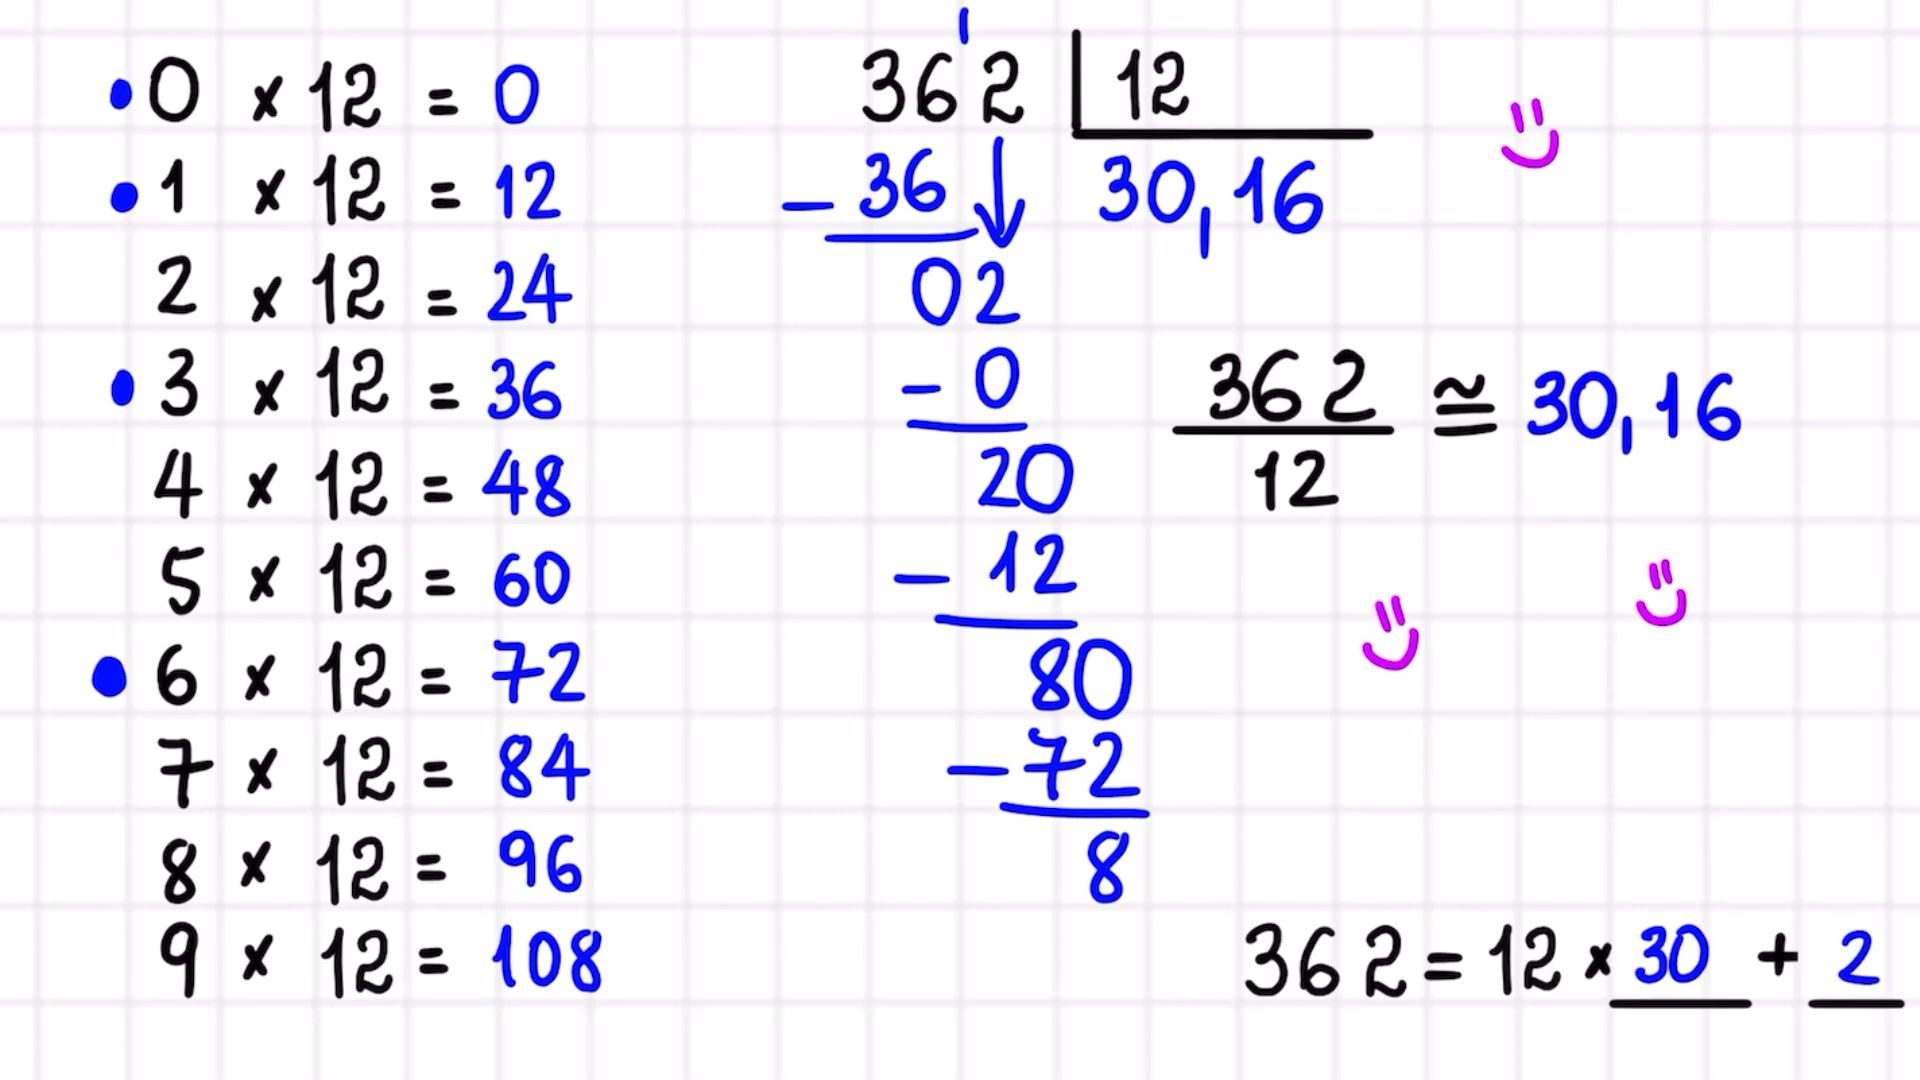 0 × 12 = 0
1 × 12 = 12
2 × 12 = 24
3 × 12 = 36
4 × 12 = 48
5 × 12 = 60
6 × 12 = 72
7 × 12 = 84
8 × 12 = 96
9 × 12 = 108
36'2 | 12
- 36 30,16
02
- 0
20
- 12
80
- 72
8
362
12
≅ 30,16
362 = 12 × 30 + 2